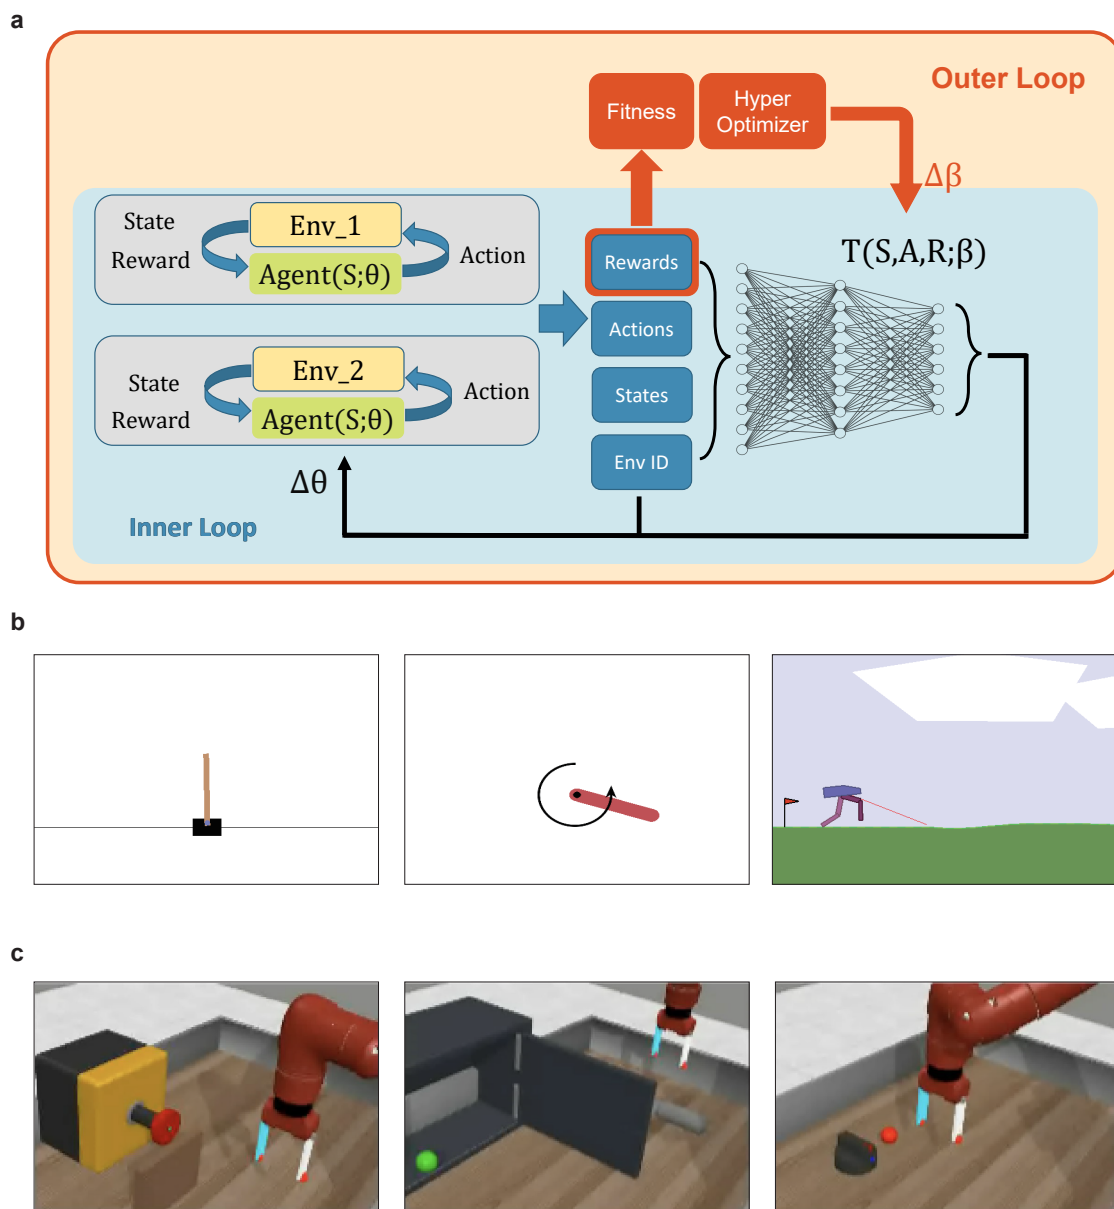 a
Outer Loop
Fitness
Hyper
Optimizer
Δβ
State
Reward
Env_1
Agent(S;θ)
Action
State
Reward
Env_2
Agent(S;θ)
Action
Rewards
Actions
States
Env ID
T(S,A,R;β)
Δθ
Inner Loop
b
c